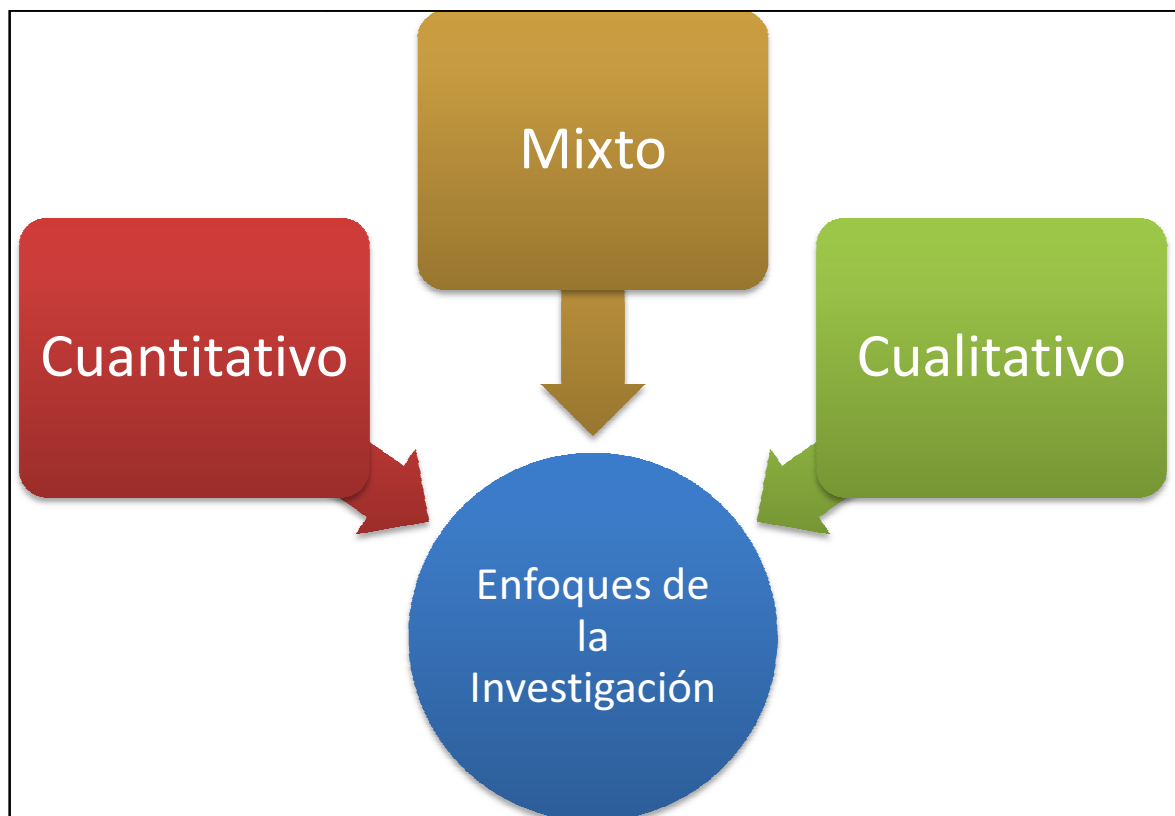 Mixto
Cuantitativo
Cualitativo
Enfoques de
la
Investigación